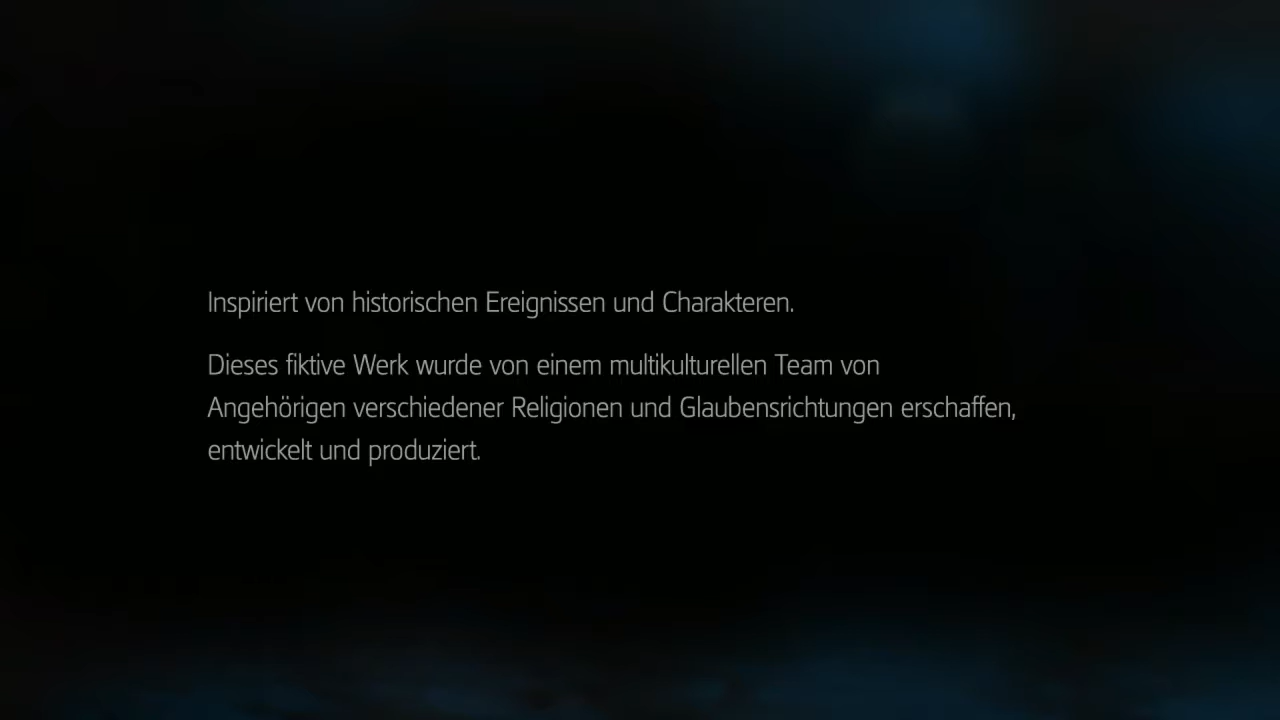 Inspiriert von historischen Ereignissen und Charakteren.
Dieses fiktive Werk wurde von einem multikulturellen Team von
Angehörigen verschiedener Religionen und Glaubensrichtungen erschaffen,
entwickelt und produziert.